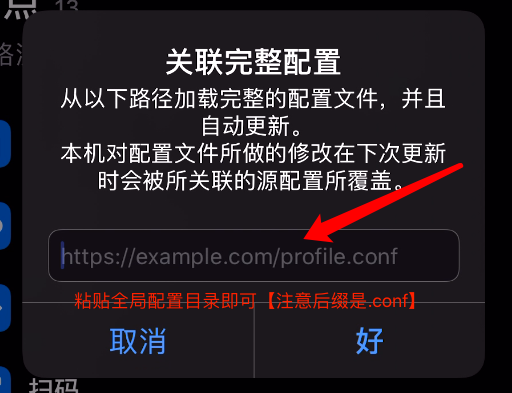 点 13
关联完整配置
从以下路径加载完整的配置文件，并且
自动更新。
本机对配置文件所做的修改在下次更新
时会被所关联的源配置所覆盖。
https://example.com/profile.conf
粘贴全局配置目录即可【注意后缀是.conf】
取消 好
扫码